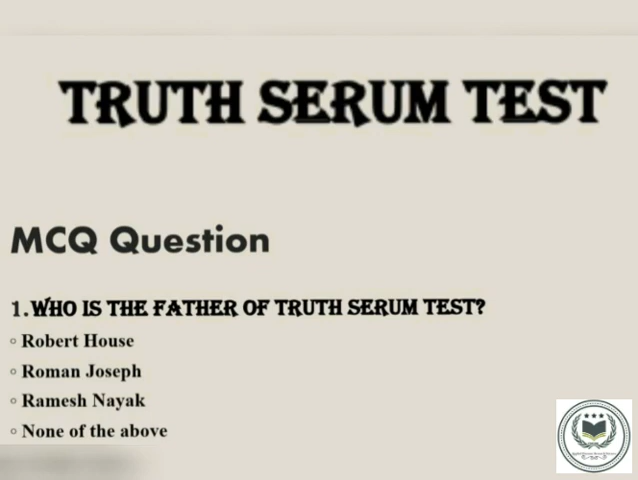 TRUTH SERUM TEST
MCQ Question
1.WHO IS THE FATHER OF TRUTH SERUM TEST?
◦ Robert House
◦ Roman Joseph
◦ Ramesh Nayak
◦ None of the above